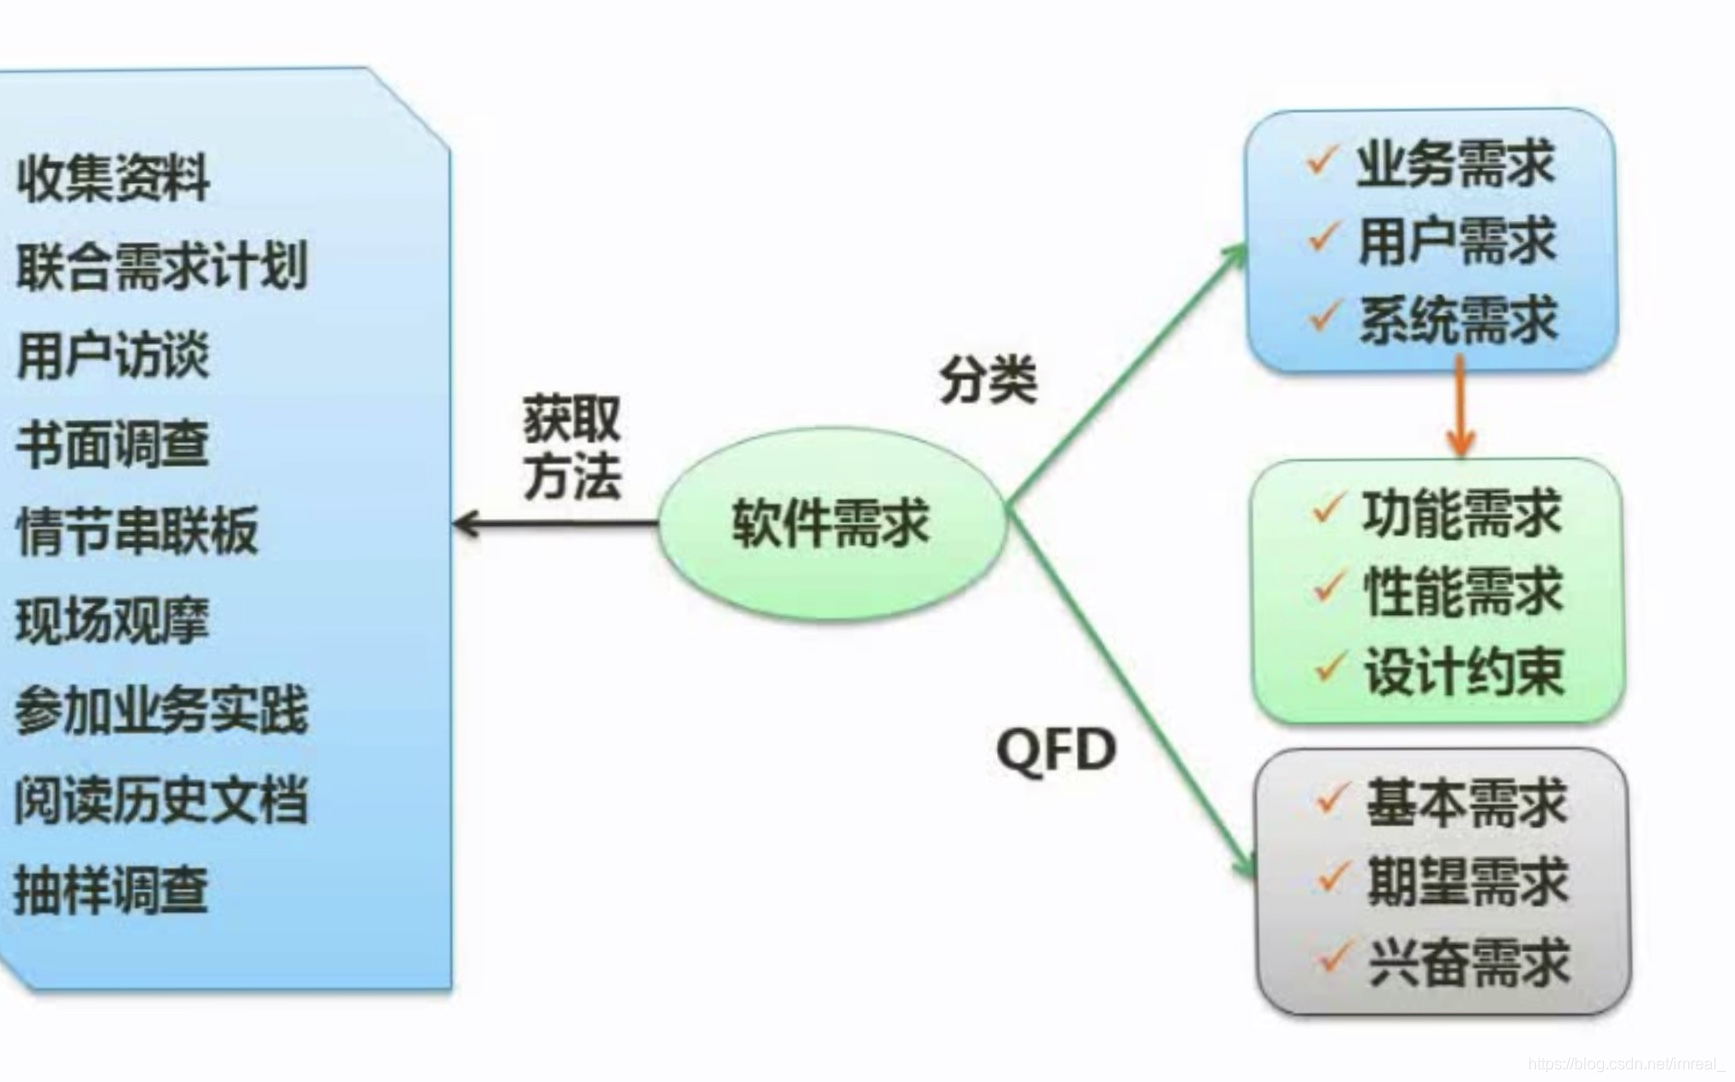 收集资料
联合需求计划
用户访谈
书面调查
情节串联板
现场观摩
参加业务实践
阅读历史文档
抽样调查
获取
方法
软件需求
分类
QFD
✓ 业务需求
✓ 用户需求
✓ 系统需求
✓ 功能需求
✓ 性能需求
✓ 设计约束
✓ 基本需求
✓ 期望需求
✓ 兴奋需求
https://blog.csdn.net/imreal_